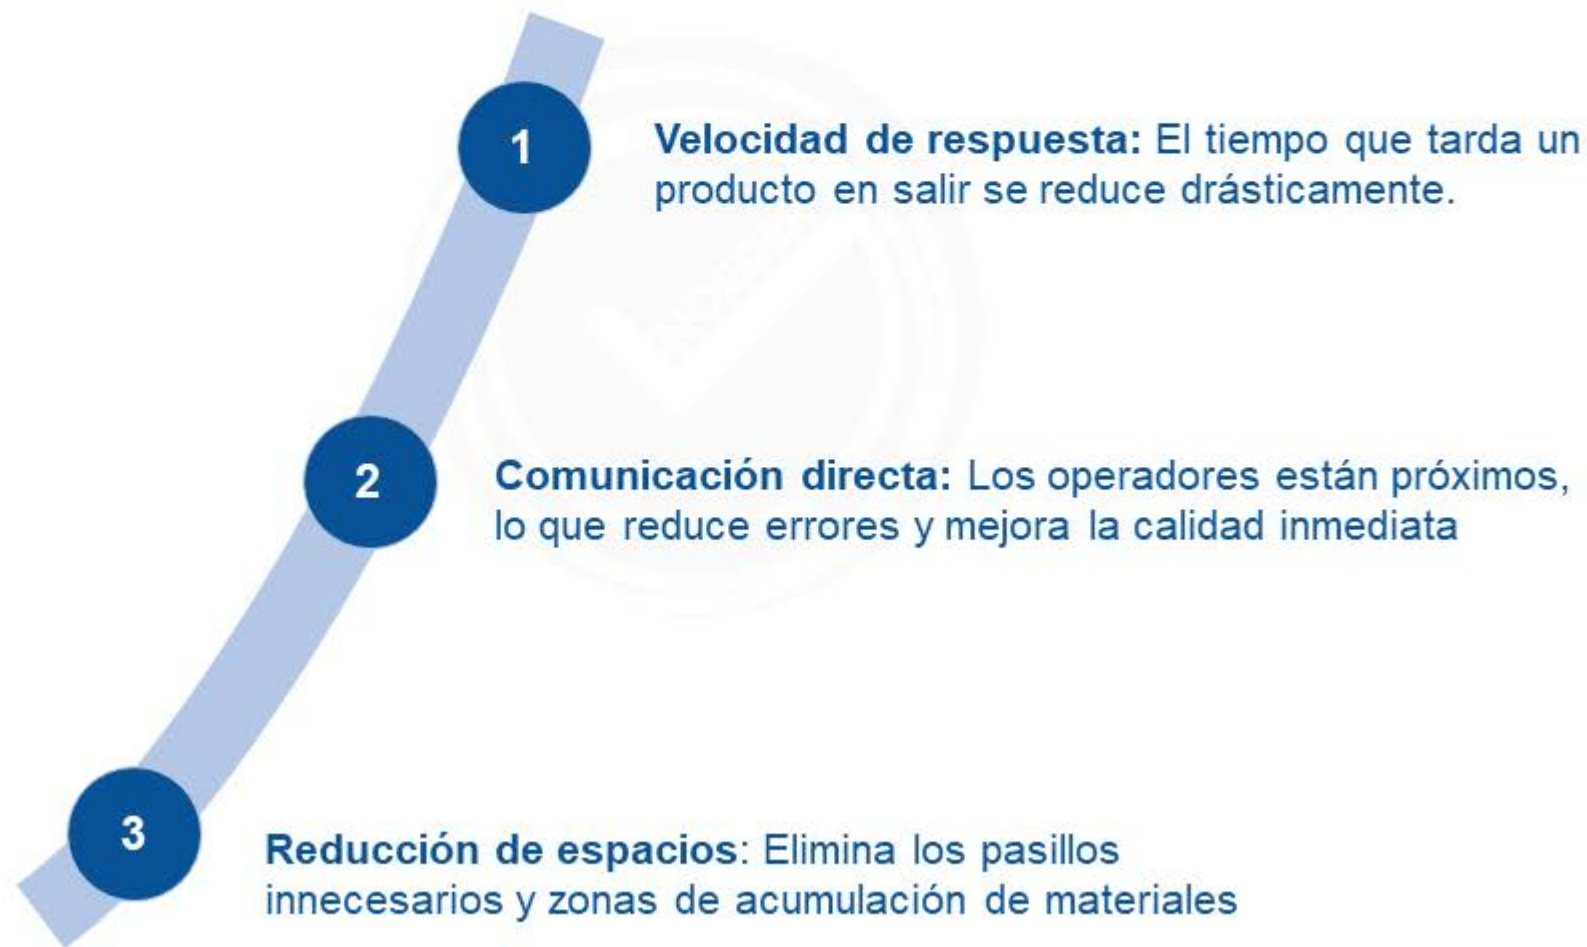 1
Velocidad de respuesta: El tiempo que tarda un
producto en salir se reduce drásticamente.
2
Comunicación directa: Los operadores están próximos,
lo que reduce errores y mejora la calidad inmediata
3
Reducción de espacios: Elimina los pasillos
innecesarios y zonas de acumulación de materiales